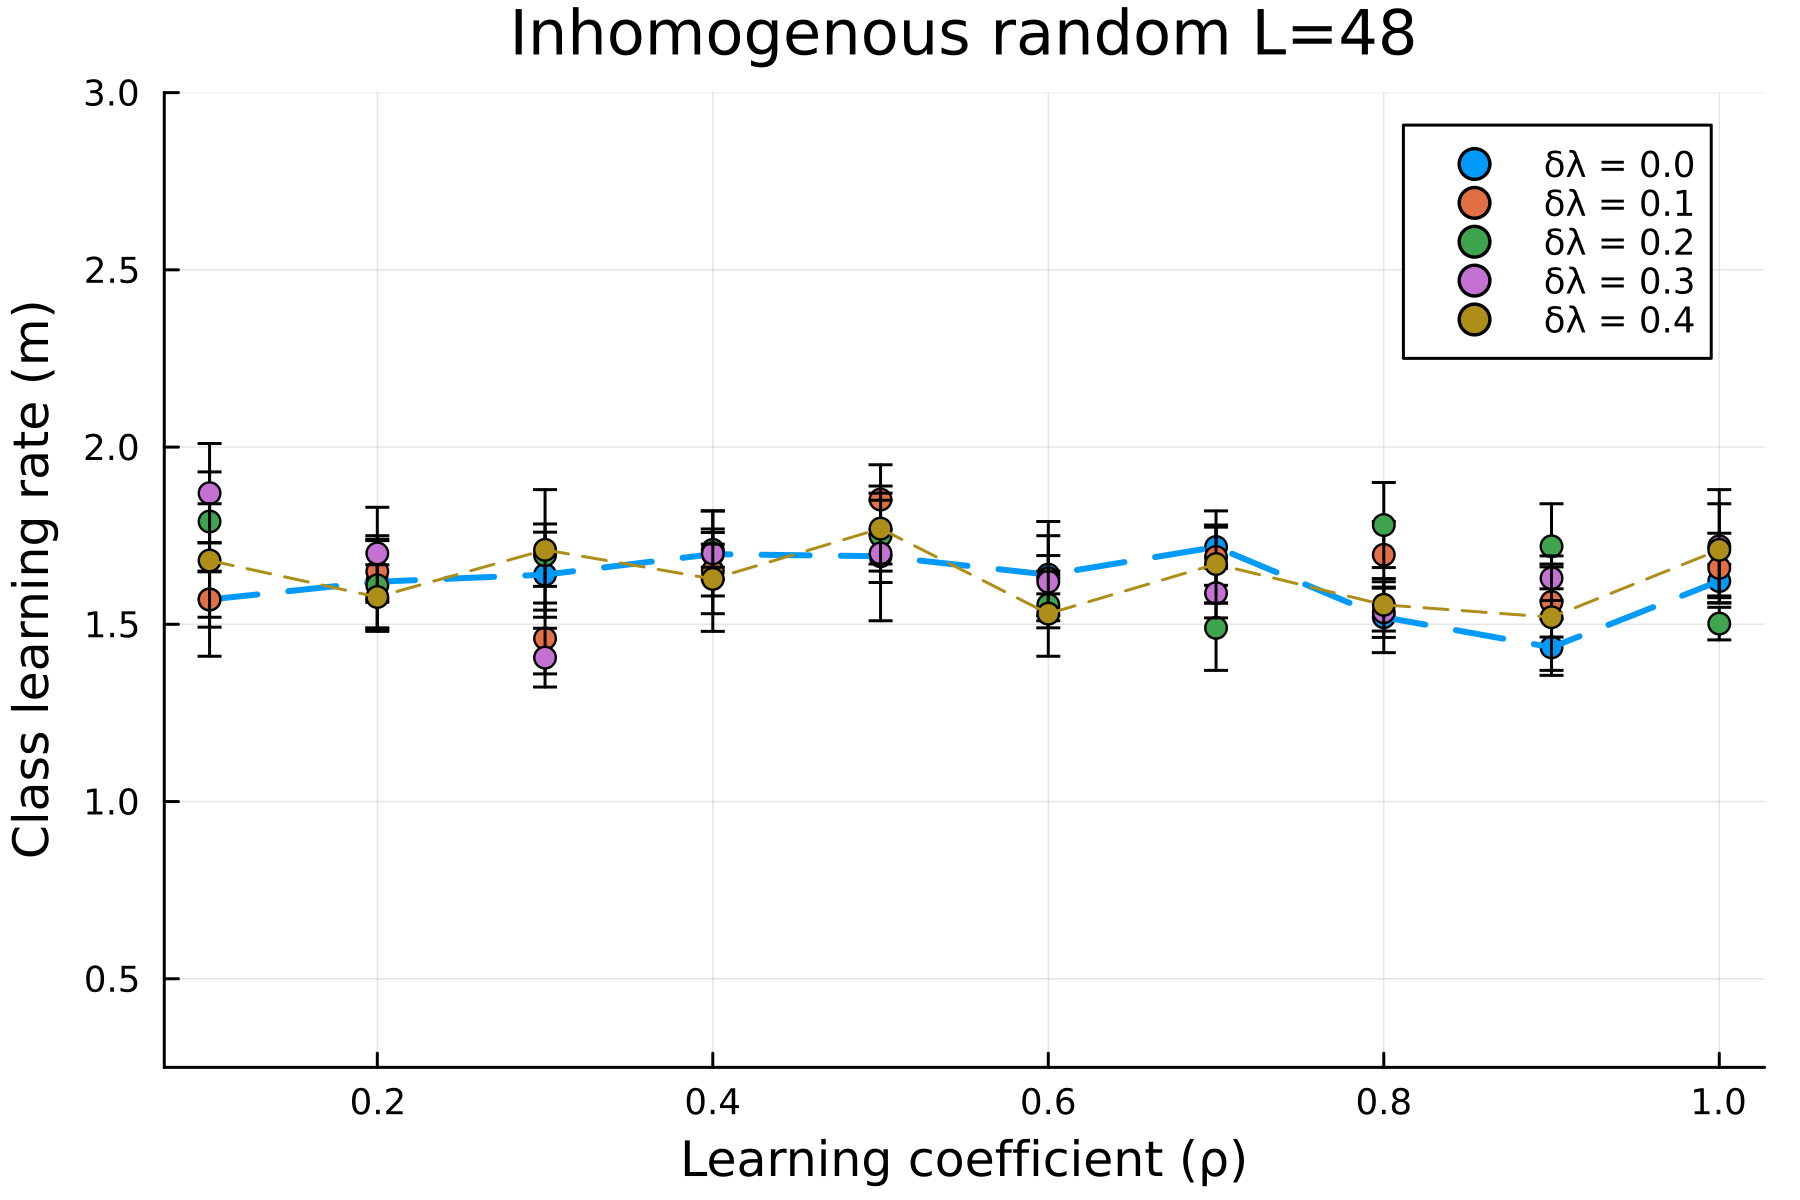 Inhomogenous random L=48
Class learning rate (m)
3.0
2.5
2.0
1.5
1.0
0.5
δλ = 0.0
δλ = 0.1
δλ = 0.2
δλ = 0.3
δλ = 0.4
0.2 0.4 0.6 0.8 1.0
Learning coefficient (ρ)